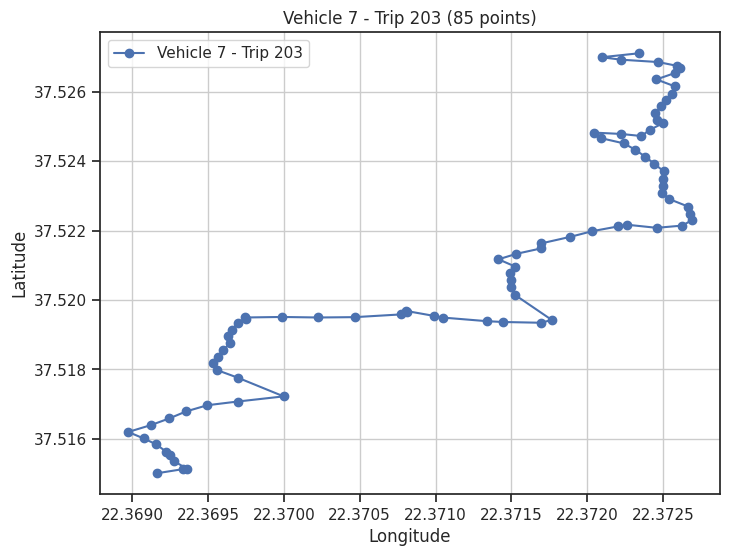 Vehicle 7 - Trip 203 (85 points)
Vehicle 7 - Trip 203
37.526
37.524
37.522
37.520
37.518
37.516
Latitude
22.3690 22.3695 22.3700 22.3705 22.3710 22.3715 22.3720 22.3725
Longitude